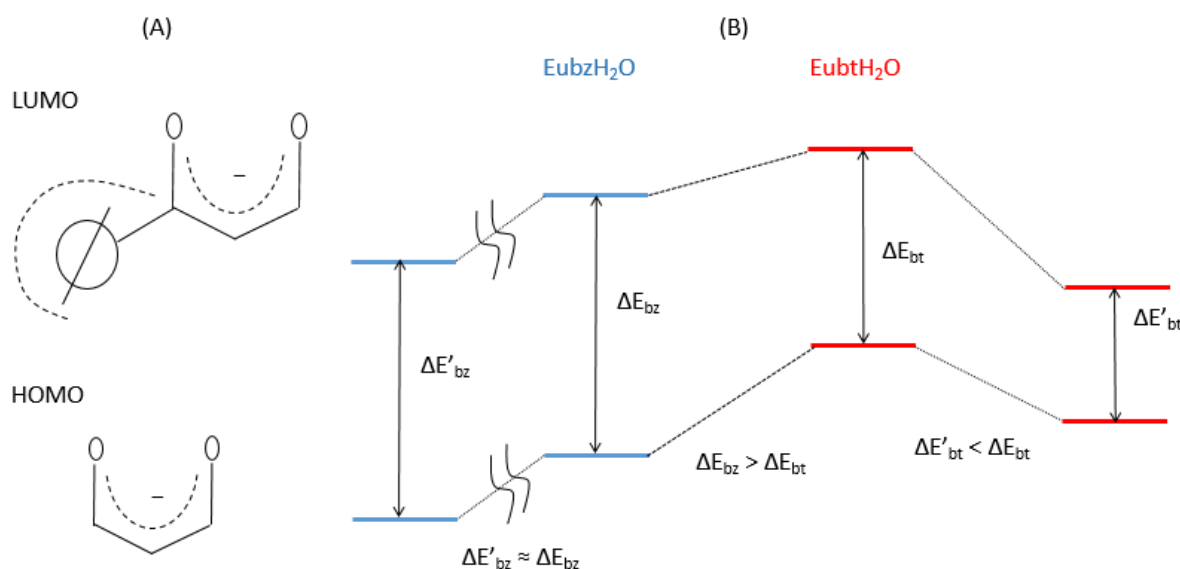 (A)
LUMO
O O
–
HOMO
O O
–
(B)
EubzH₂O
EubtH₂O
ΔE'bz
ΔEbz
ΔEbt
ΔE'bt
ΔEbz > ΔEbt
ΔE'bt < ΔEbt
ΔE'bz ≈ ΔEbz